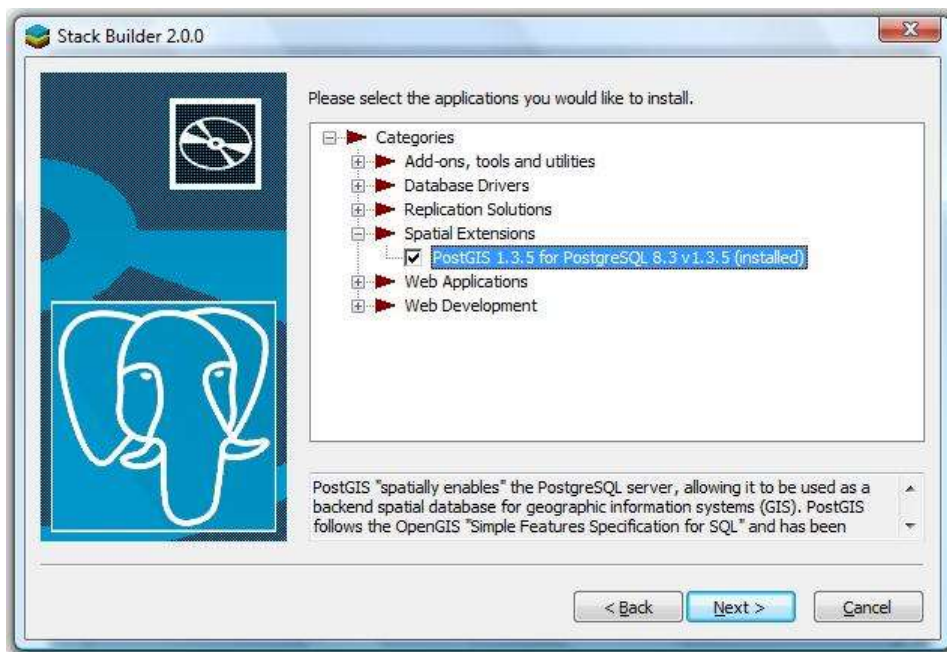 Stack Builder 2.0.0
Please select the applications you would like to install.
Categories
Add-ons, tools and utilities
Database Drivers
Replication Solutions
Spatial Extensions
PostGIS 1.3.5 for PostgreSQL 8.3 v1.3.5 (installed)
Web Applications
Web Development
PostGIS "spatially enables" the PostgreSQL server, allowing it to be used as a
backend spatial database for geographic information systems (GIS). PostGIS
follows the OpenGIS "Simple Features Specification for SQL" and has been
< Back
Next >
Cancel